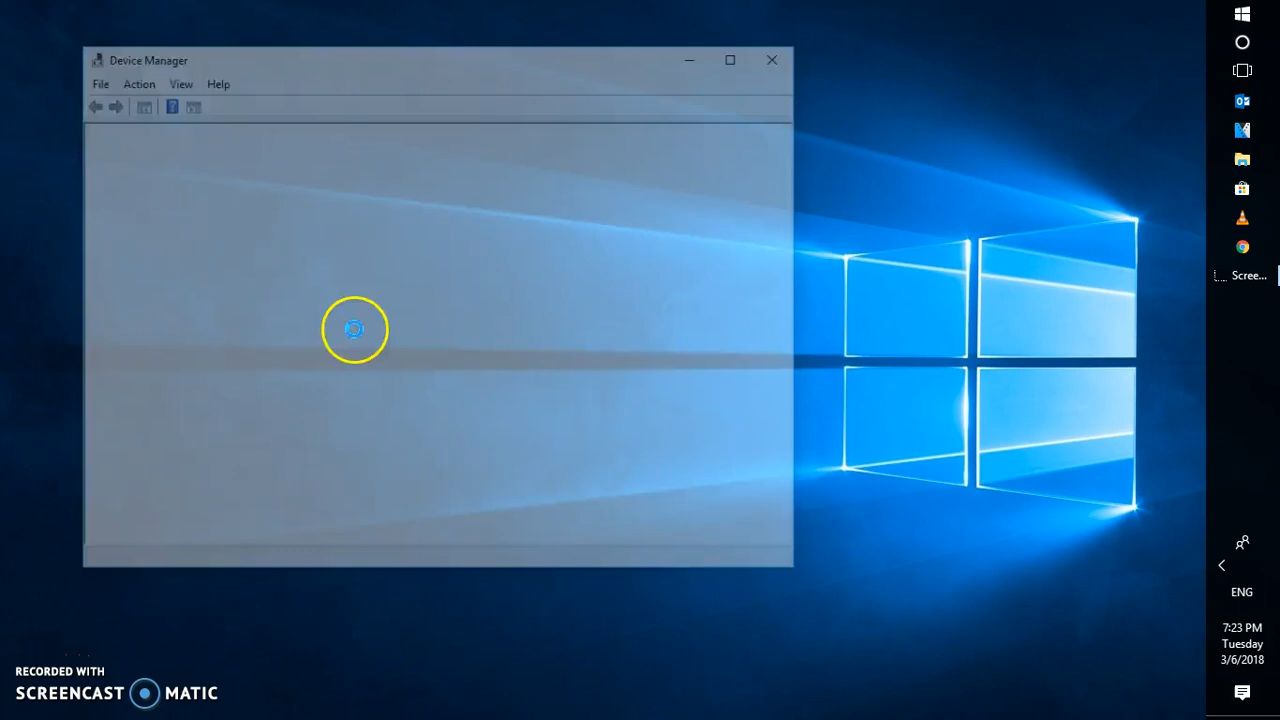 Device Manager
File Action View Help
Scree...
ENG
7:23 PM
Tuesday
3/6/2018
RECORDED WITH
SCREENCAST MATIC